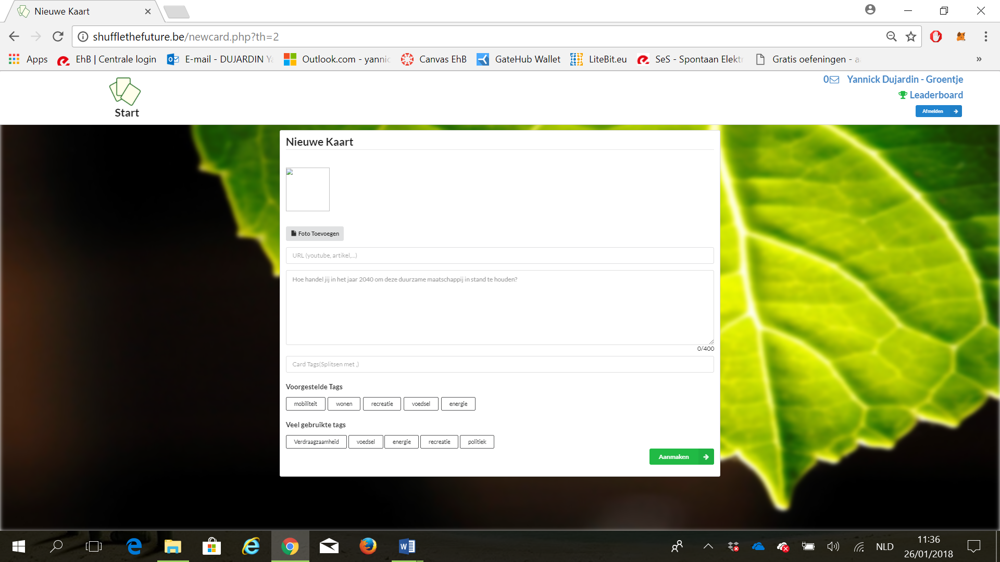 Nieuwe Kaart
shufflethefuture.be/newcard.php?th=2
Apps EhB | Centrale login E-mail - DUJARDIN Outlook.com - yannic Canvas EhB GateHub Wallet LiteBit.eu SeS - Spontaan Elektr Gratis oefeningen - a »
Start
0 Yannick Dujardin - Groentje
Leaderboard
Afmelden
Nieuwe Kaart
Foto Toevoegen
URL (youtube, artikel,...)
Hoe handel jij in het jaar 2040 om deze duurzame maatschappij in stand te houden?
0/400
Card Tags(Splitsen met ,)
Voorgestelde Tags
mobiliteit wonen recreatie voedsel energie
Veel gebruikte tags
Verdraagzaamheid voedsel energie recreatie politiek
Aanmaken
NLD
11:36
26/01/2018